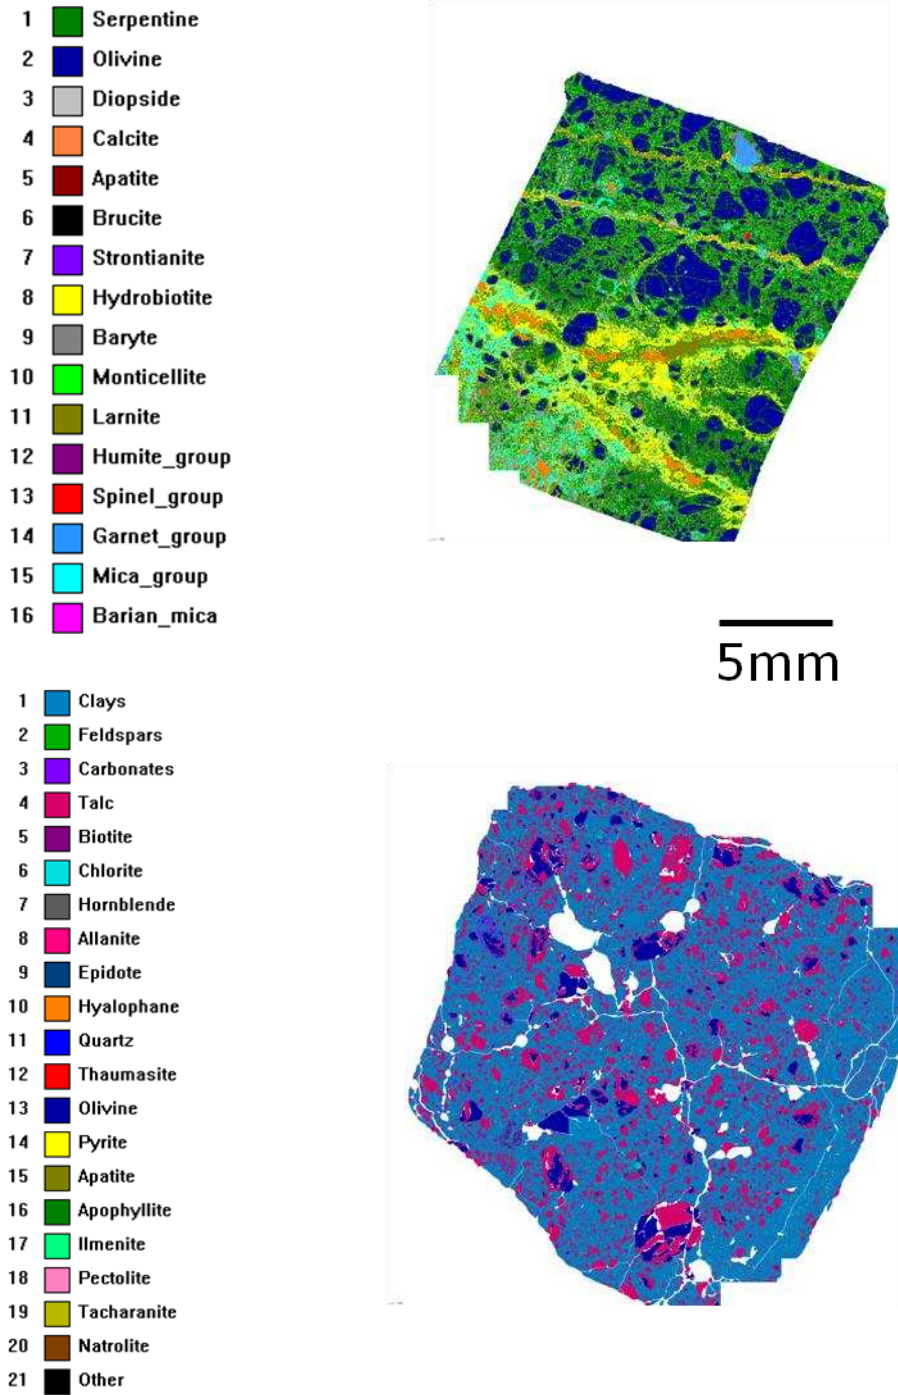 1 Serpentine
2 Olivine
3 Diopside
4 Calcite
5 Apatite
6 Brucite
7 Strontianite
8 Hydrobiotite
9 Baryte
10 Monticellite
11 Larnite
12 Humite_group
13 Spinel_group
14 Garnet_group
15 Mica_group
16 Barian_mica
5mm
1 Clays
2 Feldspars
3 Carbonates
4 Talc
5 Biotite
6 Chlorite
7 Hornblende
8 Allanite
9 Epidote
10 Hyalophane
11 Quartz
12 Thaumasite
13 Olivine
14 Pyrite
15 Apatite
16 Apophyllite
17 Ilmenite
18 Pectolite
19 Tacharanite
20 Natrolite
21 Other